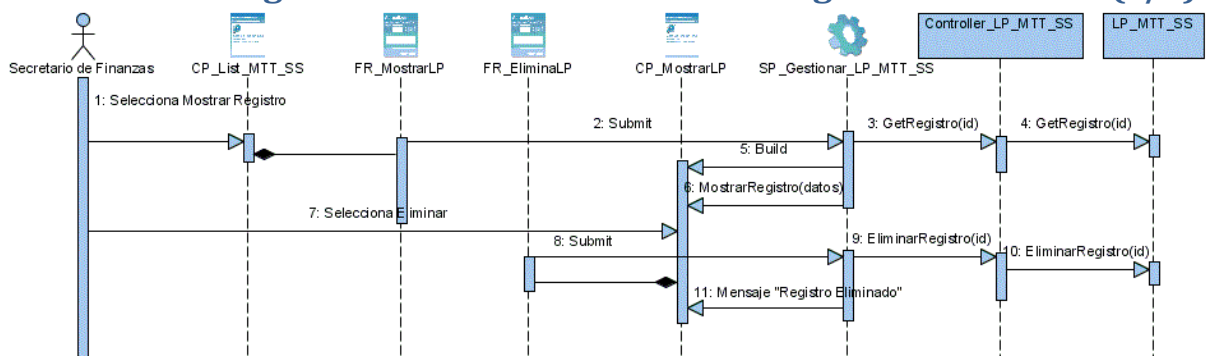 Controller_LP_MTT_SS
LP_MTT_SS
Secretario de Finanzas
CP_List_MTT_SS
FR_MostrarLP
FR_EliminaLP
CP_MostrarLP
SP_Gestionar_LP_MTT_SS
1: Selecciona Mostrar Registro
2: Submit
3: GetRegistro(id)
4: GetRegistro(id)
5: Build
6: MostrarRegistro(datos)
7: Selecciona Eliminar
8: Submit
9: EliminarRegistro(id)
10: EliminarRegistro(id)
11: Mensaje "Registro Eliminado"